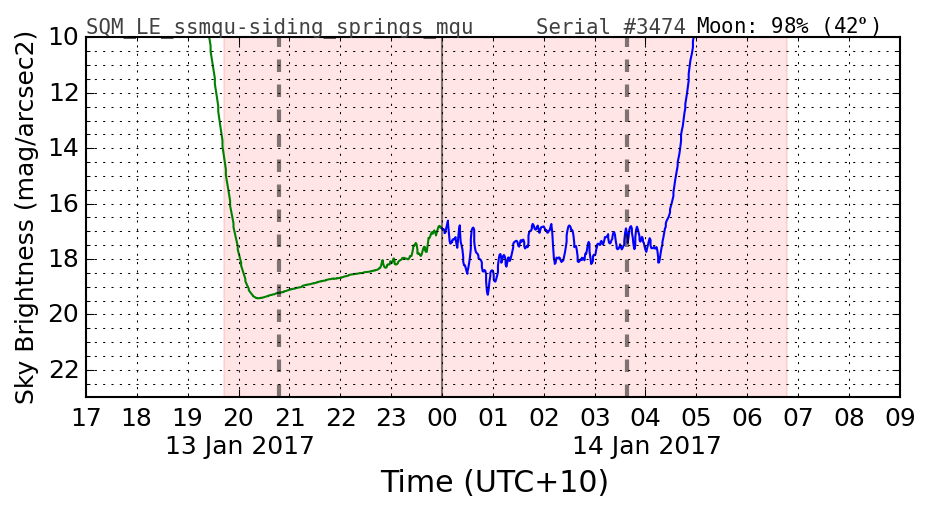 SQM_LE_ssmqu-siding_springs_mqu Serial #3474 Moon: 98% (42°)
Sky Brightness (mag/arcsec2)
10
12
14
16
18
20
22
17 18 19 20 21 22 23 00 01 02 03 04 05 06 07 08 09
13 Jan 2017 14 Jan 2017
Time (UTC+10)